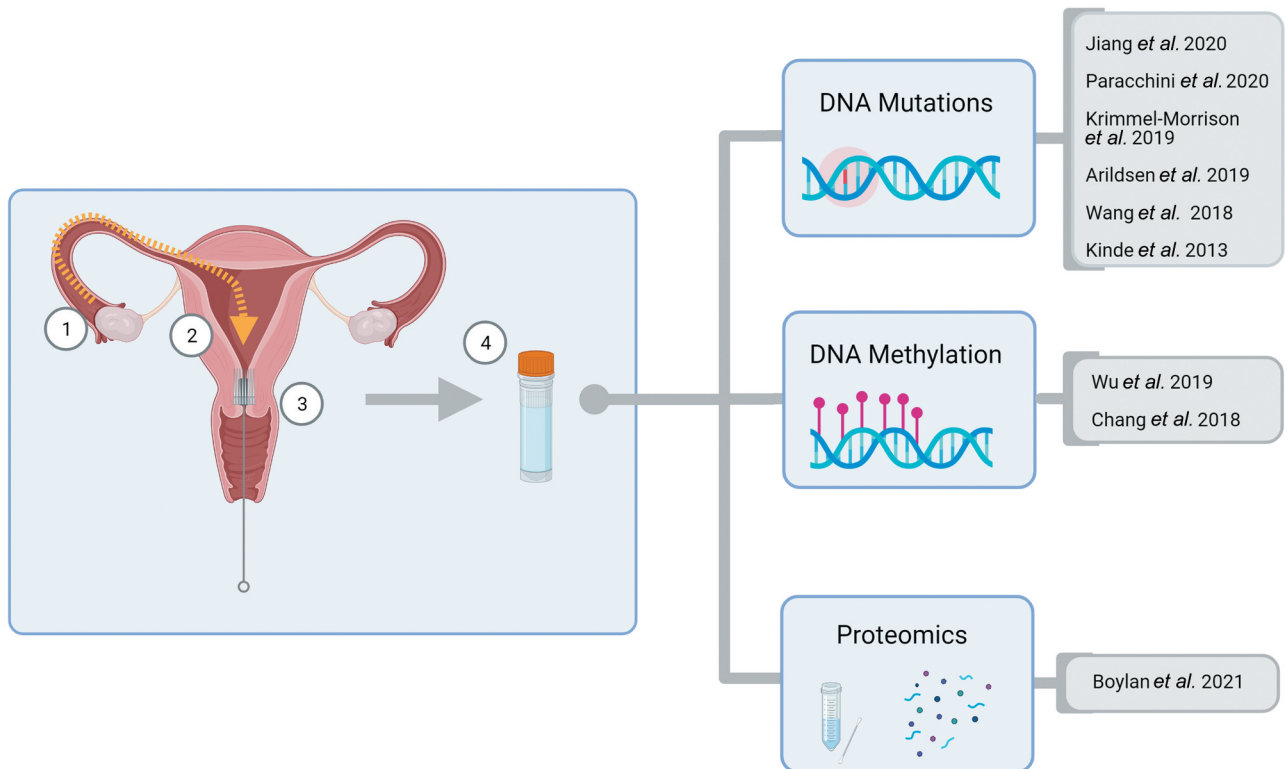 DNA Mutations
Jiang et al. 2020
Paracchini et al. 2020
Krimmel-Morrison
et al. 2019
Arildsen et al. 2019
Wang et al. 2018
Kinde et al. 2013
1
2
3
4
DNA Methylation
Wu et al. 2019
Chang et al. 2018
Proteomics
Boylan et al. 2021